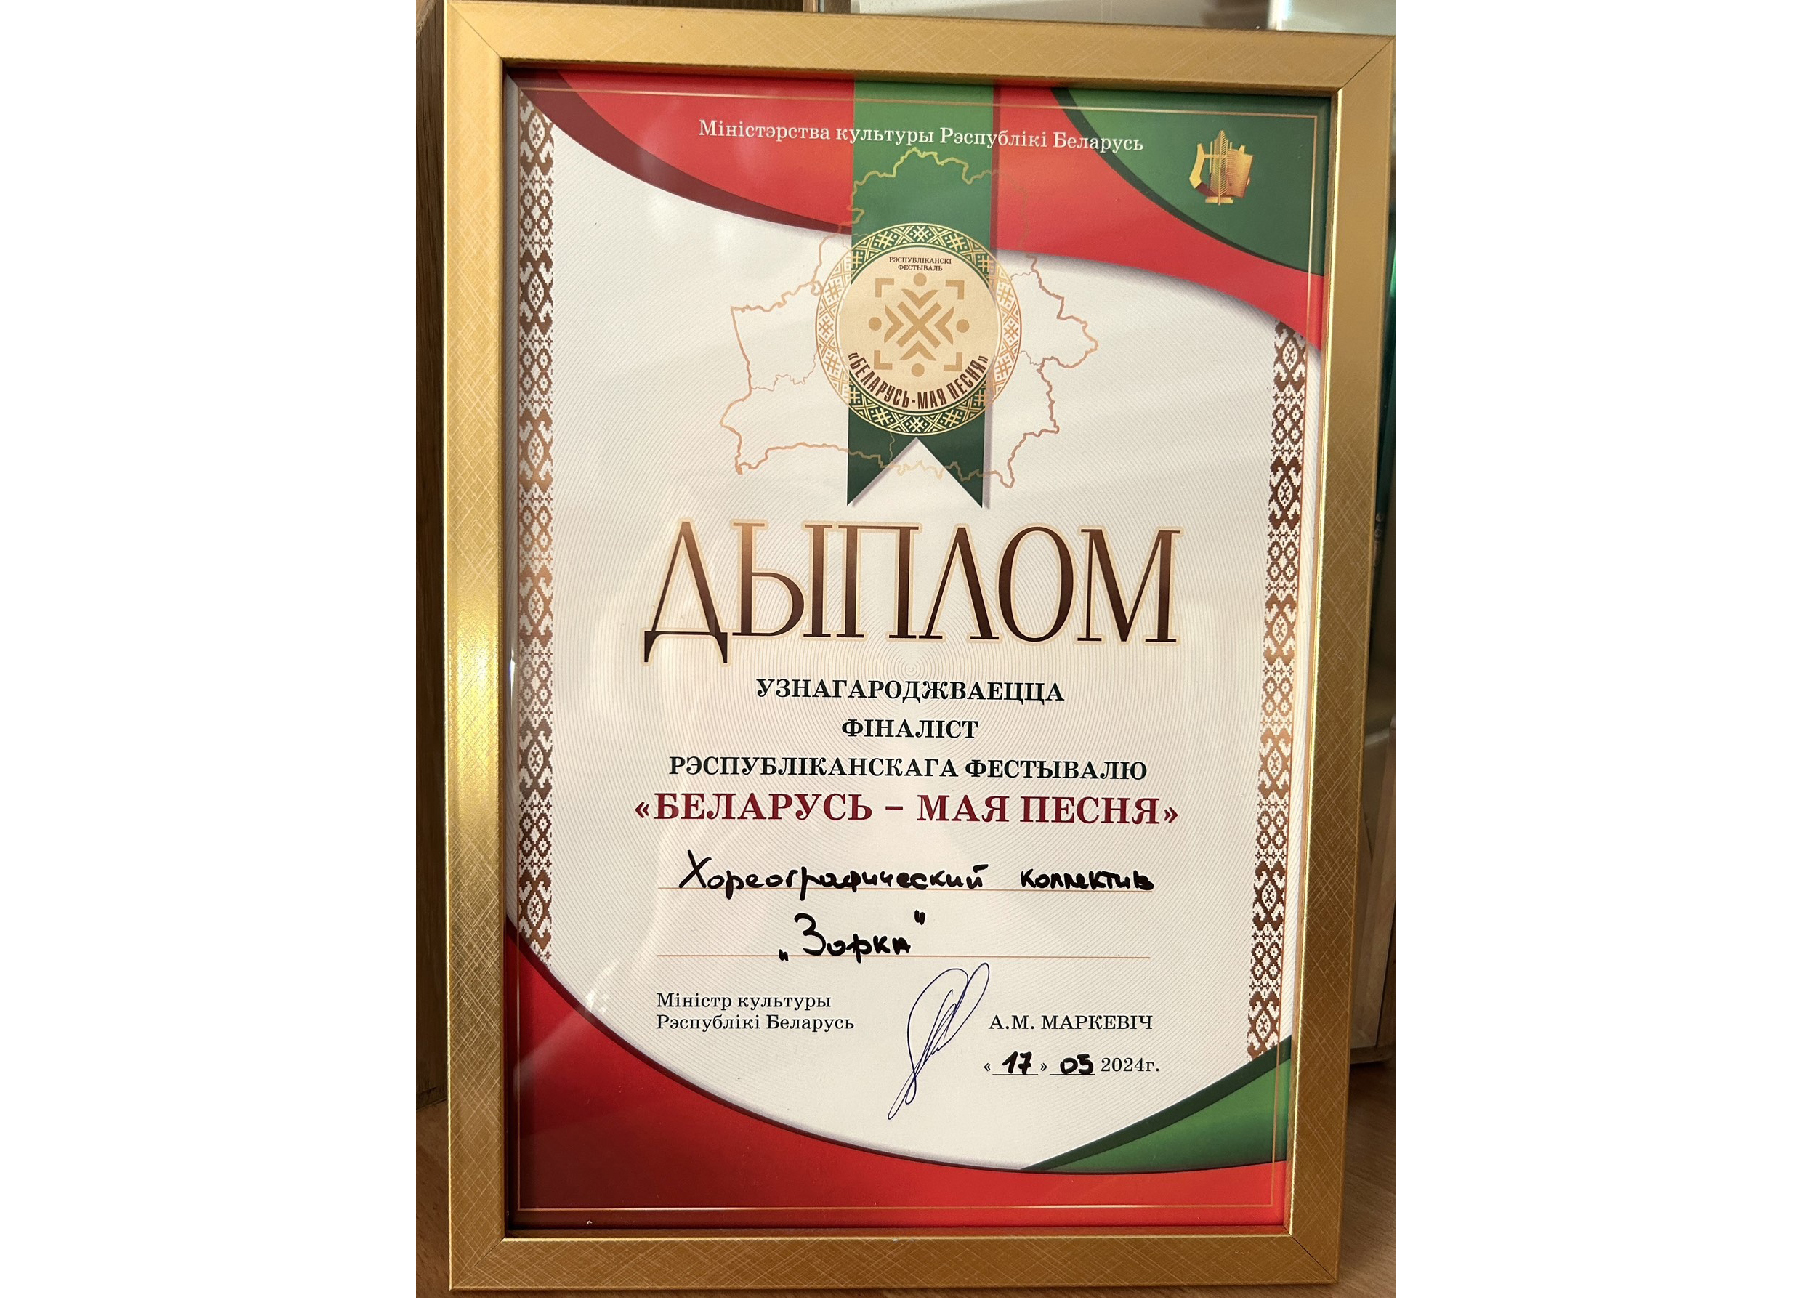 Міністэрства культуры Рэспублікі Беларусь
РЭСПУБЛІКАНСКІ
ФЕСТЫВАЛЬ
«БЕЛАРУСЬ-МАЯ ПЕСНЯ»
ДЫПЛОМ
УЗНАГАРОДЖВАЕЦЦА
ФІНАЛІСТ
РЭСПУБЛІКАНСКАГА ФЕСТЫВАЛЮ
«БЕЛАРУСЬ – МАЯ ПЕСНЯ»
Хореографический коллектив
„Зорка"
Міністр культуры
Рэспублікі Беларусь
А.М. МАРКЕВІЧ
«17» 05 2024г.